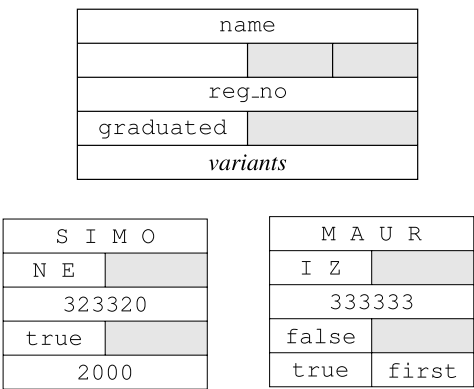 name
reg_no
graduated
variants
S I M O
N E
323320
true
2000
M A U R
I Z
333333
false
true first